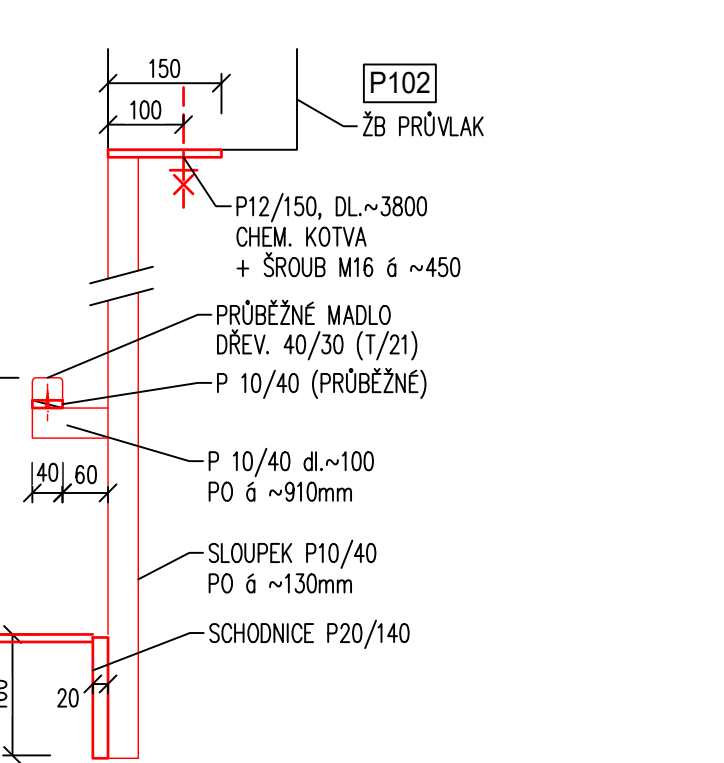 150
P102
100
ŽB PRŮVLAK
P12/150, DL.~3800
CHEM. KOTVA
+ ŠROUB M16 á ~450
PRŮBĚŽNÉ MADLO
DŘEV. 40/30 (T/21)
P 10/40 (PRŮBĚŽNÉ)
P 10/40 dl.~100
PO á ~910mm
40
60
SLOUPEK P10/40
PO á ~130mm
SCHODNICE P20/140
20